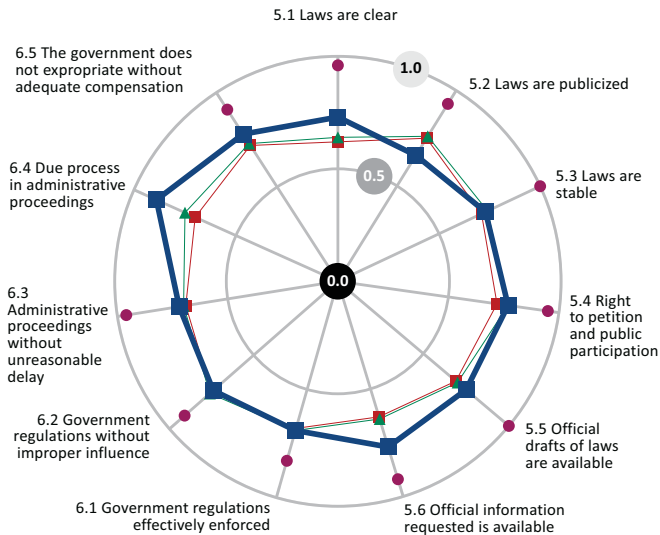 5.1 Laws are clear
6.5 The government does
not expropriate without
adequate compensation
1.0
5.2 Laws are publicized
6.4 Due process
in administrative
proceedings
0.5
5.3 Laws are
stable
0.0
6.3
Administrative
proceedings
without
unreasonable
delay
5.4 Right
to petition
and public
participation
6.2 Government
regulations without
improper influence
5.5 Official
drafts of laws
are available
6.1 Government regulations
effectively enforced
5.6 Official information
requested is available